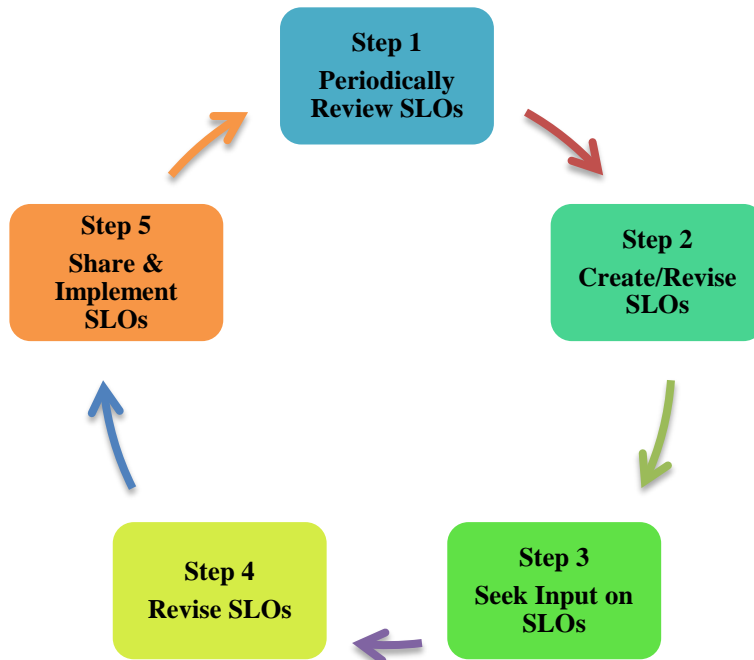 Step 1
Periodically
Review SLOs
Step 2
Create/Revise
SLOs
Step 3
Seek Input on
SLOs
Step 4
Revise SLOs
Step 5
Share &
Implement
SLOs